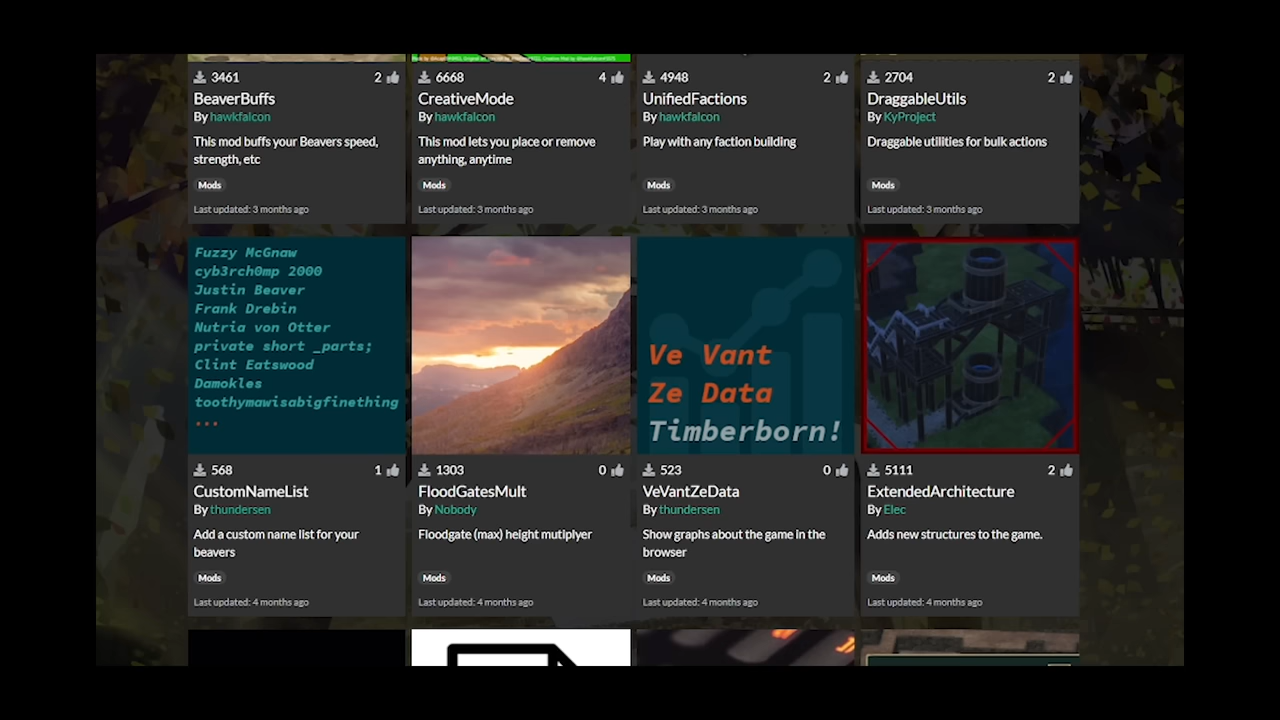 3461 2
BeaverBuffs
By hawkfalcon
This mod buffs your Beavers speed,
strength, etc
Mods
Last updated: 3 months ago
6668 4
CreativeMode
By hawkfalcon
This mod lets you place or remove
anything, anytime
Mods
Last updated: 3 months ago
4948 2
UnifiedFactions
By hawkfalcon
Play with any faction building
Mods
Last updated: 3 months ago
2704 2
DraggableUtils
By KyProject
Draggable utilities for bulk actions
Mods
Last updated: 3 months ago
Fuzzy McGnaw
cyb3rch0mp 2000
Justin Beaver
Frank Drebin
Nutria von Otter
private short _parts;
Clint Eatswood
Damokles
toothymawisabigfinething
...
568 1
CustomNameList
By thundersen
Add a custom name list for your
beavers
Mods
Last updated: 4 months ago
1303 0
FloodGatesMult
By Nobody
Floodgate (max) height mutiplyer
Mods
Last updated: 4 months ago
Ve Vant
Ze Data
Timberborn!
523 0
VeVantZeData
By thundersen
Show graphs about the game in the
browser
Mods
Last updated: 4 months ago
5111 2
ExtendedArchitecture
By Elec
Adds new structures to the game.
Mods
Last updated: 4 months ago